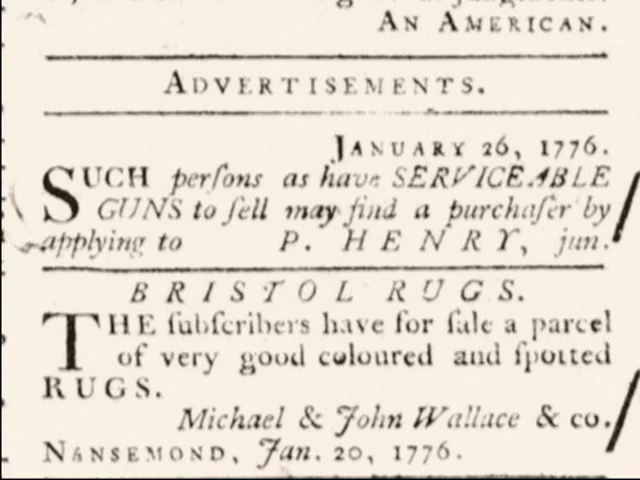 AN AMERICAN.
ADVERTISEMENTS.
JANUARY 26, 1776.
SUCH perſons as have SERVICEABLE
GUNS to ſell may find a purchaſer by
applying to P. HENRY, jun.
BRISTOL RUGS.
THE ſubſcribers have for ſale a parcel
of very good coloured and ſpotted
RUGS.
Michael & John Wallace & co.
NANSEMOND, Jan. 20, 1776.